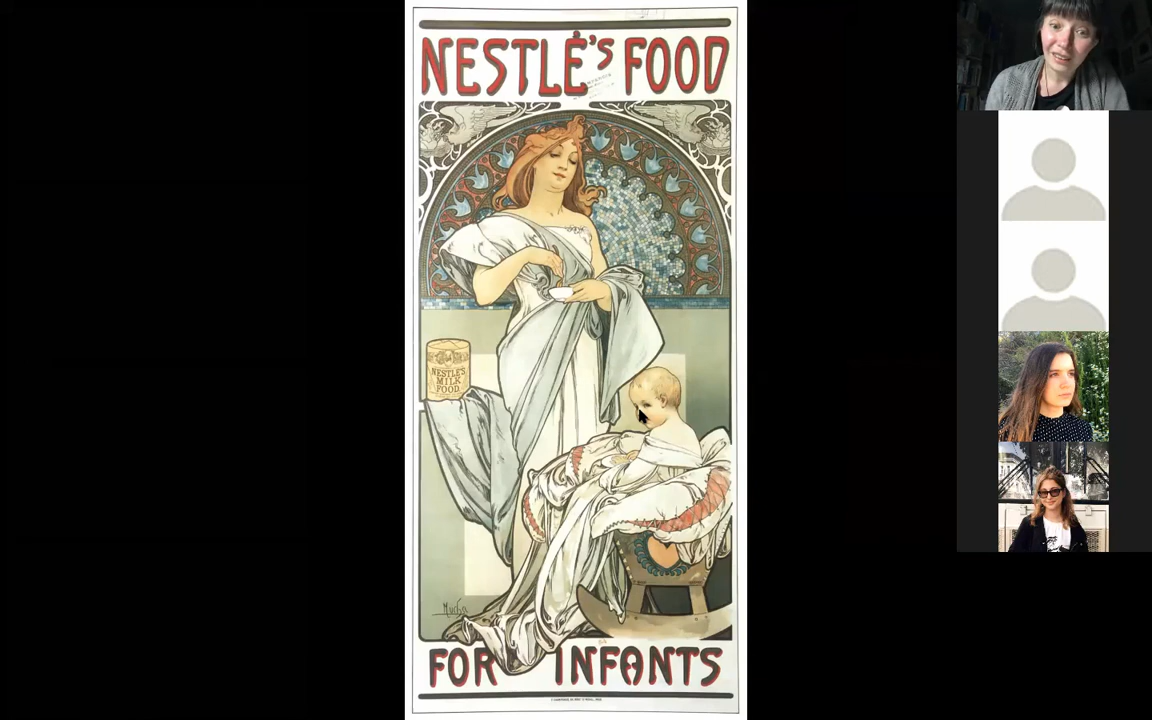 NESTLÉ'S FOOD
NESTLÉ'S
MILK
FOOD
Mucha
FOR INFANTS